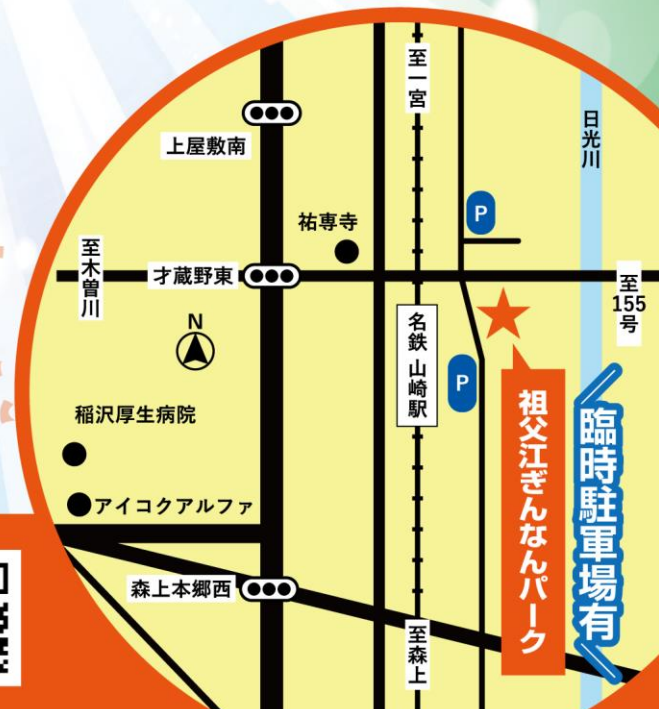 至一宮
上屋敷南
日光川
P
祐専寺
至木曽川
才蔵野東
至155号
N
名鉄 山崎駅
P
稲沢厚生病院
アイコクアルファ
祖父江ぎんなんパーク
臨時駐軍場有
森上本郷西
至森上